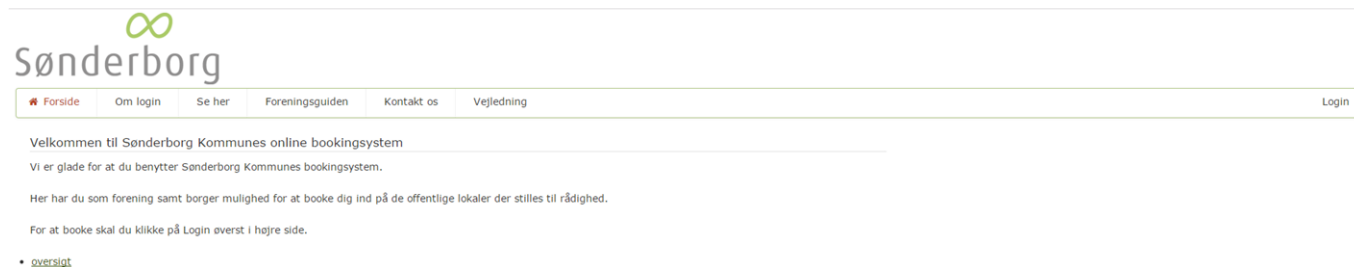 Sønderborg
Forside Om login Se her Foreningsguiden Kontakt os Vejledning Login
Velkommen til Sønderborg Kommunes online bookingsystem
Vi er glade for at du benytter Sønderborg Kommunes bookingsystem.
Her har du som forening samt borger mulighed for at booke dig ind på de offentlige lokaler der stilles til rådighed.
For at booke skal du klikke på Login øverst i højre side.
oversigt